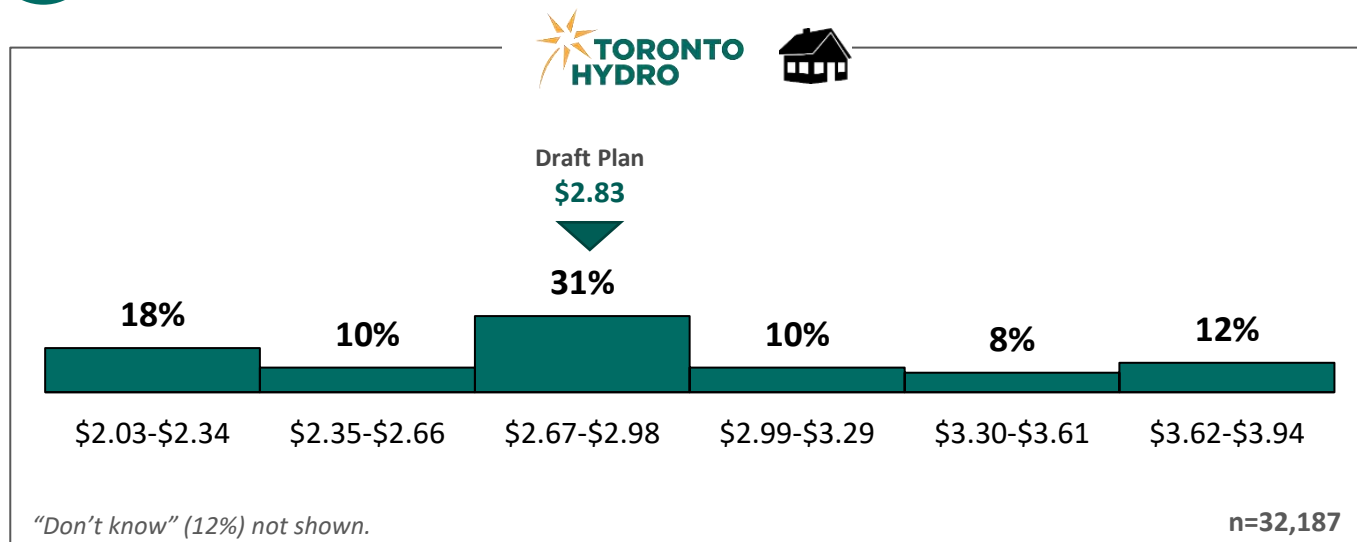 TORONTO
HYDRO
Draft Plan
$2.83
18%
10%
31%
10%
8%
12%
$2.03-$2.34
$2.35-$2.66
$2.67-$2.98
$2.99-$3.29
$3.30-$3.61
$3.62-$3.94
“Don’t know” (12%) not shown.
n=32,187